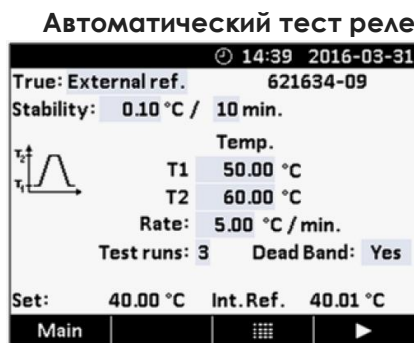 Автоматический тест реле
14:39 2016-03-31
True: External ref. 621634-09
Stability: 0.10 °C / 10 min.
Temp.
T2
T1
T1 50.00 °C
T2 60.00 °C
Rate: 5.00 °C / min.
Test runs: 3 Dead Band: Yes
Set: 40.00 °C Int. Ref. 40.01 °C
Main